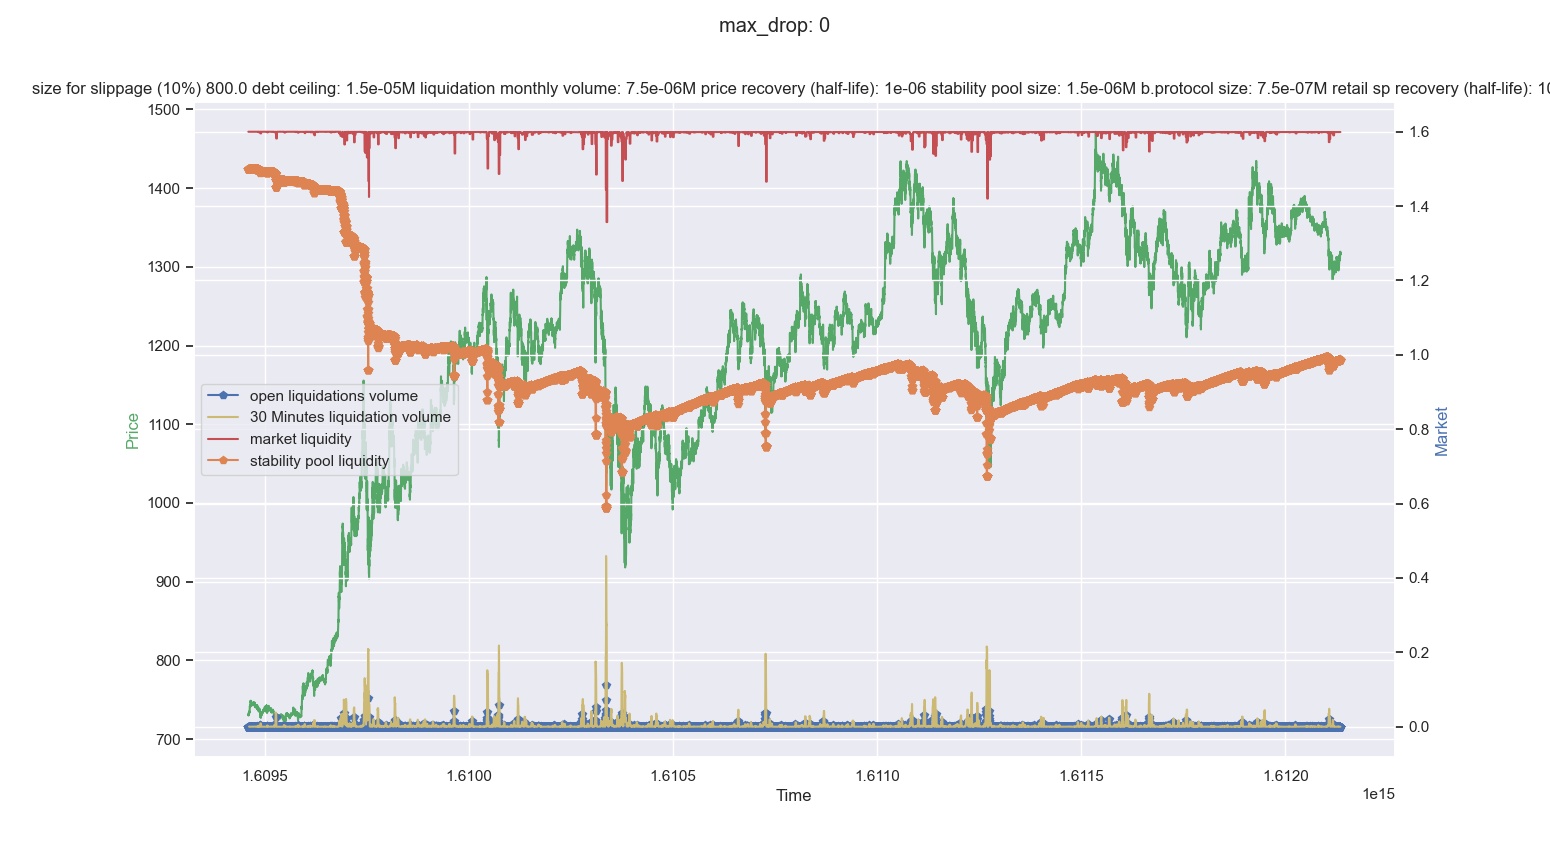 max_drop: 0
size for slippage (10%) 800.0 debt ceiling: 1.5e-05M liquidation monthly volume: 7.5e-06M price recovery (half-life): 1e-06 stability pool size: 1.5e-06M b.protocol size: 7.5e-07M retail sp recovery (half-life): 10
1500
1400
1300
1200
1100
1000
900
800
700
Price
open liquidations volume
30 Minutes liquidation volume
market liquidity
stability pool liquidity
1.6
1.4
1.2
1.0
0.8
0.6
0.4
0.2
0.0
Market
1.6095
1.6100
1.6105
1.6110
1.6115
1.6120
Time
1e15